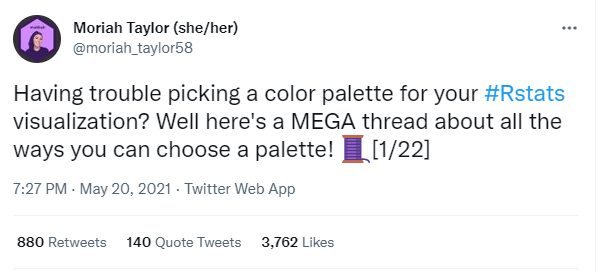 Moriah Taylor (she/her)
@moriah_taylor58
Having trouble picking a color palette for your #Rstats
visualization? Well here's a MEGA thread about all the
ways you can choose a palette! 🧵 [1/22]
7:27 PM · May 20, 2021 · Twitter Web App
880 Retweets 140 Quote Tweets 3,762 Likes